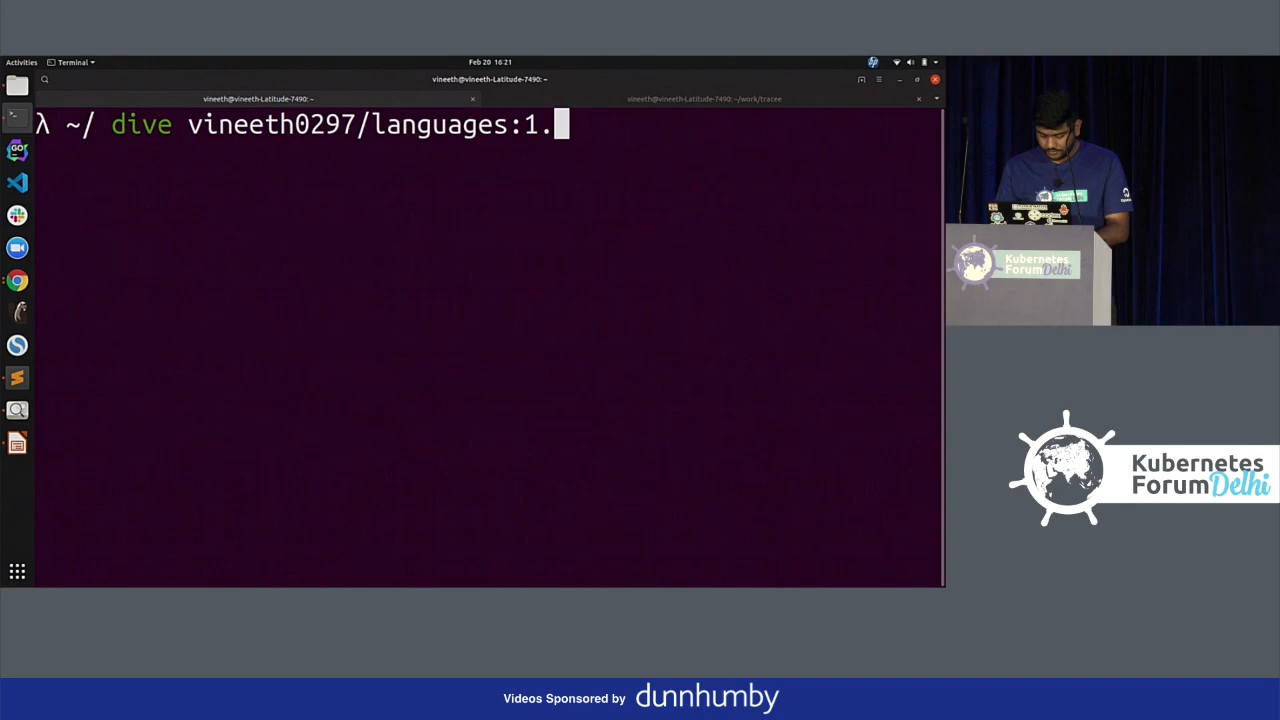 Activities
Terminal
Feb 20 16:21
vineeth@vineeth-Latitude-7490: ~
vineeth@vineeth-Latitude-7490: ~
vineeth@vineeth-Latitude-7490: ~/work/tracee
λ ~/ dive vineeth0297/languages:1.
GO
Kubernetes
Forum Delhi
Kubernetes
Forum Delhi
Videos Sponsored by dunnhumby